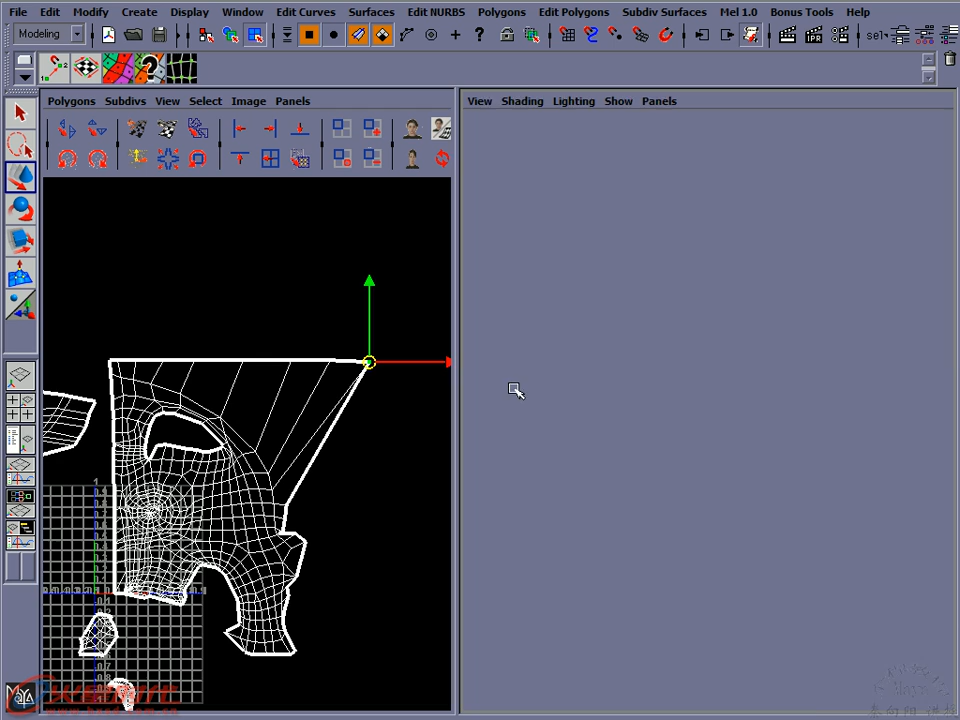 File Edit Modify Create Display Window Edit Curves Surfaces Edit NURBS Polygons Edit Polygons Subdiv Surfaces Mel 1.0 Bonus Tools Help
Modeling
sel
Polygons Subdivs View Select Image Panels
View Shading Lighting Show Panels